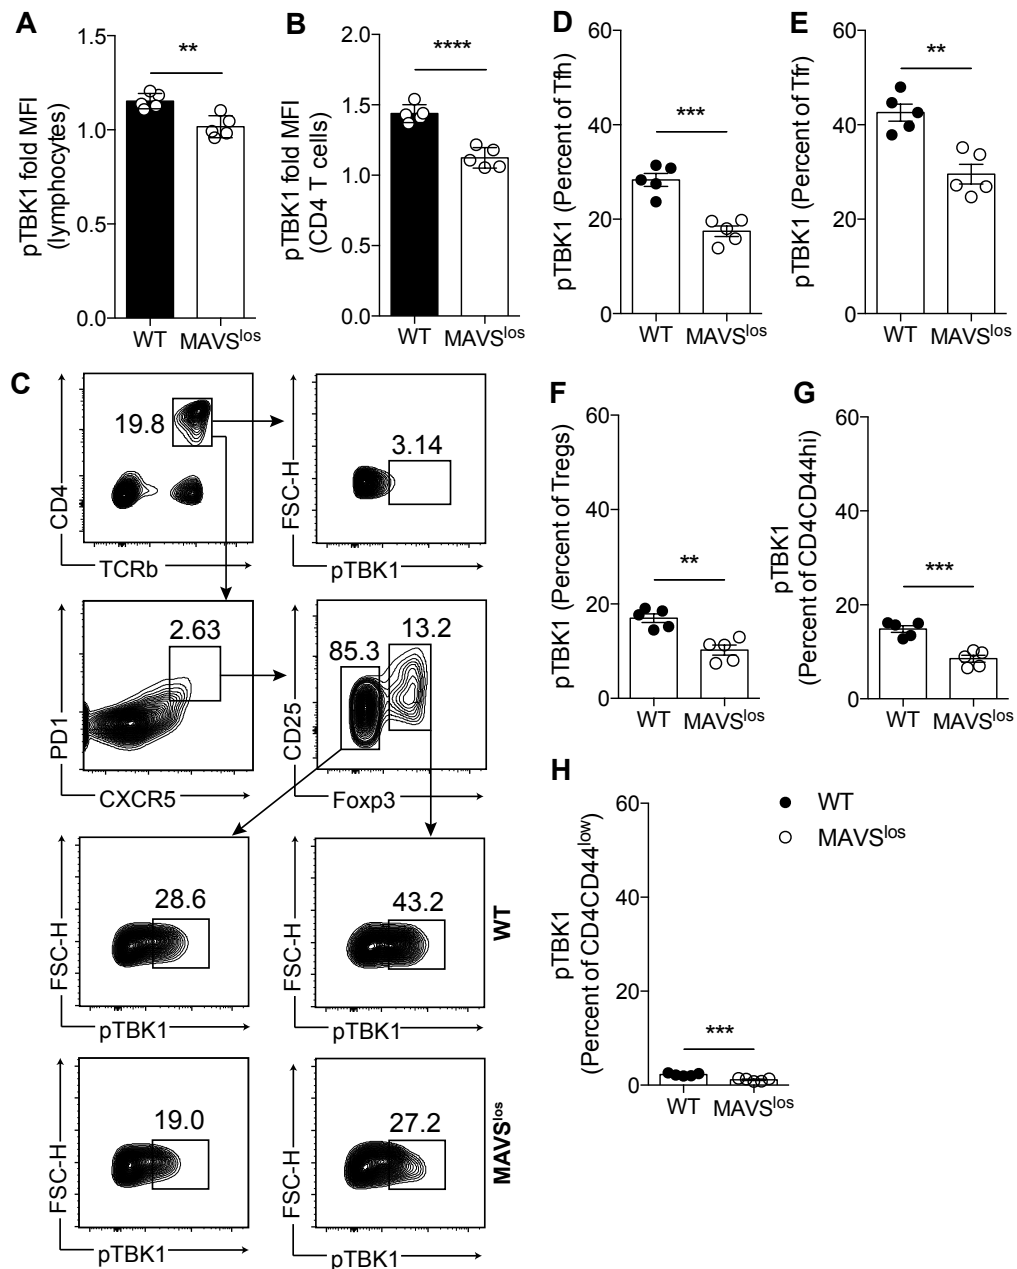 A
1.5
1.0
0.5
0.0
pTBK1 fold MFI
(lymphocytes)
**
WT
MAVSlos
B
2.0
1.5
1.0
0.5
0.0
pTBK1 fold MFI
(CD4 T cells)
****
WT
MAVSlos
D
60
40
20
0
pTBK1 (Percent of Tfh)
***
WT
MAVSlos
E
60
40
20
0
pTBK1 (Percent of Tfr)
**
WT
MAVSlos
C
19.8
CD4
TCRb
3.14
FSC-H
pTBK1
2.63
PD1
CXCR5
85.3
13.2
CD25
Foxp3
28.6
FSC-H
pTBK1
43.2
FSC-H
pTBK1
WT
19.0
FSC-H
pTBK1
27.2
FSC-H
pTBK1
MAVSlos
F
60
40
20
0
pTBK1 (Percent of Tregs)
**
WT
MAVSlos
G
60
40
20
0
pTBK1
(Percent of CD4CD44hi)
***
WT
MAVSlos
H
60
40
20
0
pTBK1
(Percent of CD4CD44low)
***
WT
MAVSlos
WT
MAVSlos